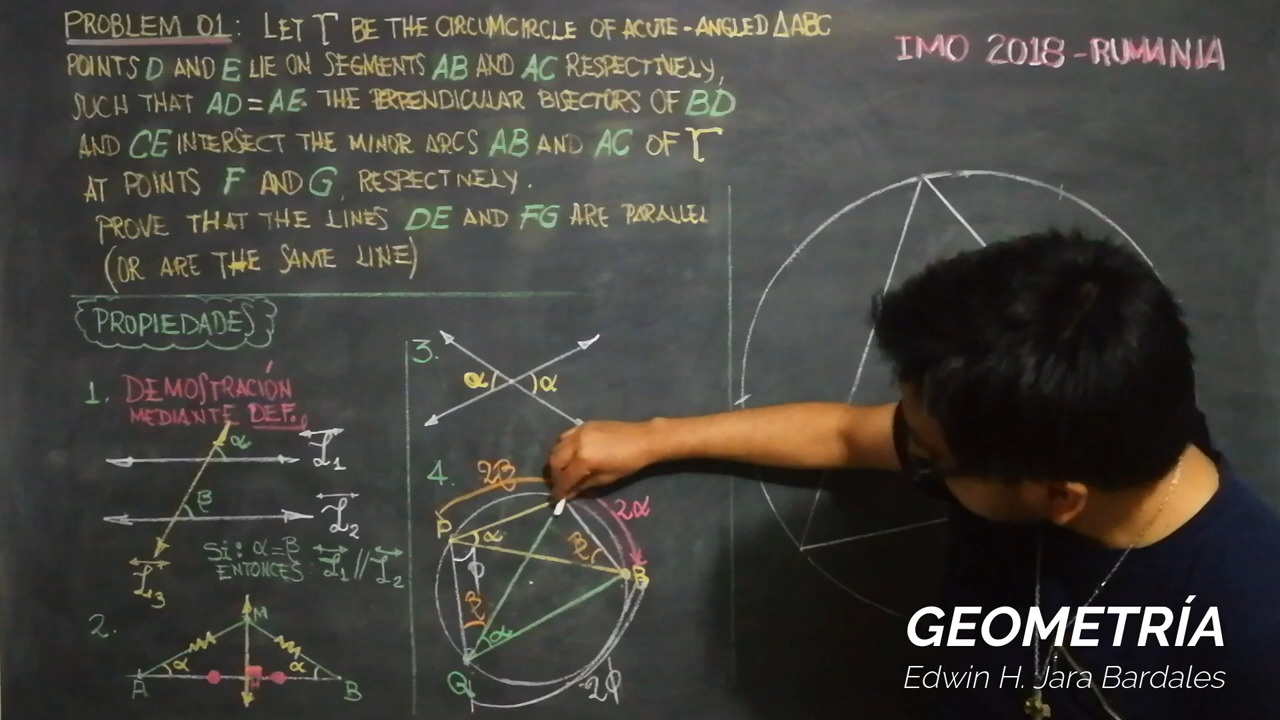 PROBLEM 01: LET Γ BE THE CIRCUMCIRCLE OF ACUTE-ANGLED ΔABC
POINTS D AND E LIE ON SEGMENTS AB AND AC RESPECTIVELY,
SUCH THAT AD = AE. THE PERPENDICULAR BISECTORS OF BD
AND CE INTERSECT THE MINOR ARCS AB AND AC OF Γ
AT POINTS F AND G, RESPECTIVELY.
PROVE THAT THE LINES DE AND FG ARE PARALLEL
(OR ARE THE SAME LINE)
IMO 2018-RUMANIA
PROPIEDADES
1. DEMOSTRACIÓN
MEDIANTE DEF.
α
L1
β
L2
SI: α=β
ENTONCES: L1 // L2
L3
2.
M
α
α
A
H
B
3.
α
α
4.
2β
2α
P
α
β
B
φ
β
α
Q
2φ
GEOMETRÍA
Edwin H. Jara Bardales